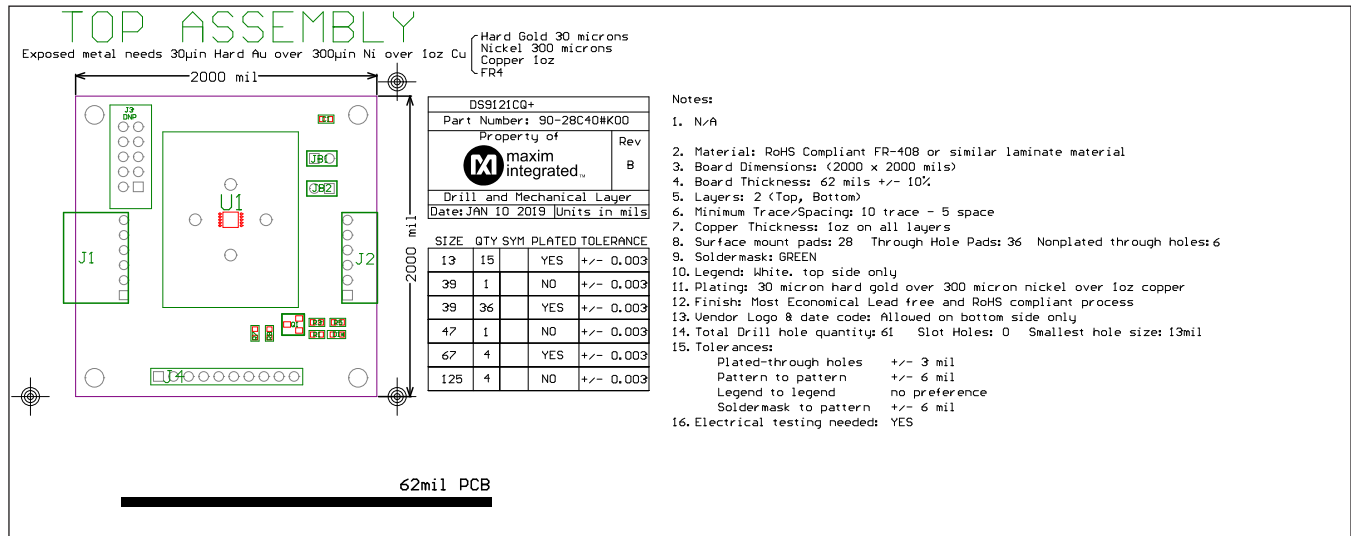 TOP ASSEMBLY
Exposed metal needs 30µin Hard Au over 300µin Ni over 1oz Cu
Hard Gold 30 microns
Nickel 300 microns
Copper 1oz
FR4
2000 mil
2000 mil
J3
DNP
JB1
JB2
U1
J1
J2
J4
DS9121CQ+
Part Number: 90-28C40#K00
Property of
maxim
integrated™
Rev
B
Drill and Mechanical Layer
Date:JAN 10 2019 Units in mils
SIZE QTY SYM PLATED TOLERANCE
13 15 YES +/- 0.003
39 1 NO +/- 0.003
39 36 YES +/- 0.003
47 1 NO +/- 0.003
67 4 YES +/- 0.003
125 4 NO +/- 0.003
Notes:
1. N/A
2. Material: RoHS Compliant FR-408 or similar laminate material
3. Board Dimensions: (2000 x 2000 mils)
4. Board Thickness: 62 mils +/- 10%
5. Layers: 2 (Top, Bottom)
6. Minimum Trace/Spacing: 10 trace - 5 space
7. Copper Thickness: 1oz on all layers
8. Surface mount pads: 28 Through Hole Pads: 36 Nonplated through holes: 6
9. Soldermask: GREEN
10. Legend: White. top side only
11. Plating: 30 micron hard gold over 300 micron nickel over 1oz copper
12. Finish: Most Economical Lead free and RoHS compliant process
13. Vendor Logo & date code: Allowed on bottom side only
14. Total Drill hole quantity: 61 Slot Holes: 0 Smallest hole size: 13mil
15. Tolerances:
Plated-through holes +/- 3 mil
Pattern to pattern +/- 6 mil
Legend to legend no preference
Soldermask to pattern +/- 6 mil
16. Electrical testing needed: YES
62mil PCB